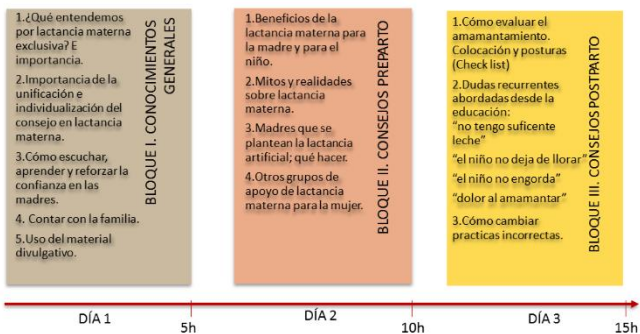 1.¿Qué entendemos
por lactancia materna
exclusiva? E
importancia.
2.Importancia de la
unificación e
individualización del
consejo en lactancia
materna.
3.Cómo escuchar,
aprender y reforzar la
confianza en las
madres.
4. Contar con la familia.
5.Uso del material
divulgativo.
BLOQUE I. CONOCIMIENTOS
GENERALES
1.Beneficios de la
lactancia materna para
la madre y para el
niño.
2.Mitos y realidades
sobre lactancia
materna.
3.Madres que se
plantean la lactancia
artificial; qué hacer.
4.Otros grupos de
apoyo de lactancia
materna para la mujer.
BLOQUE II. CONSEJOS PREPARTO
1.Cómo evaluar el
amamantamiento.
Colocación y posturas
(Check list)
2.Dudas recurrentes
abordadas desde la
educación:
“no tengo suficente
leche”
“el niño no deja de llorar”
“el niño no engorda”
“dolor al amamantar”
3.Cómo cambiar
practicas incorrectas.
BLOQUE III. CONSEJOS POSTPARTO
DÍA 1
5h
DÍA 2
10h
DÍA 3
15h